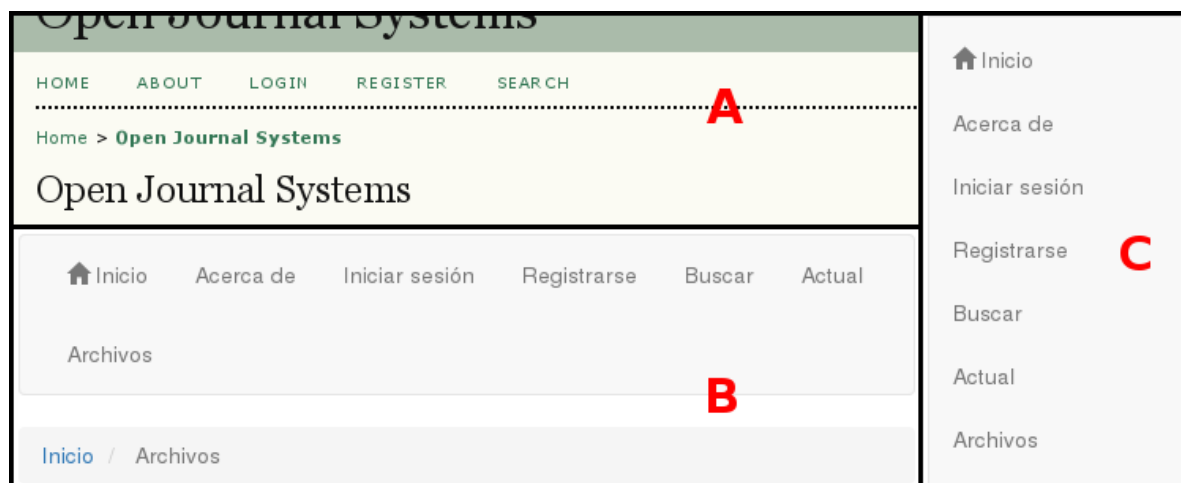 Open Journal Systems
HOME ABOUT LOGIN REGISTER SEARCH
A
Home > Open Journal Systems
Open Journal Systems
Inicio Acerca de Iniciar sesión Registrarse Buscar Actual
Archivos
B
Inicio / Archivos
Inicio
Acerca de
Iniciar sesión
Registrarse
C
Buscar
Actual
Archivos